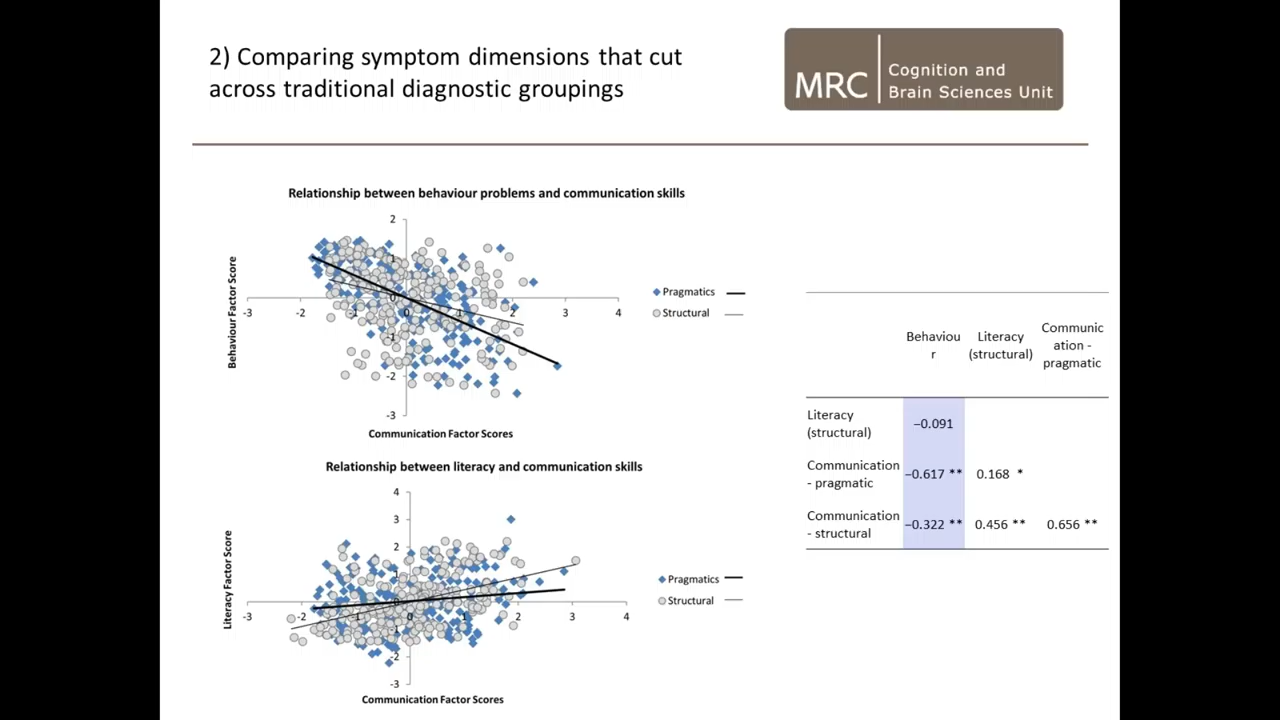 2) Comparing symptom dimensions that cut
across traditional diagnostic groupings
MRC
Cognition and
Brain Sciences Unit
Relationship between behaviour problems and communication skills
2
1
0
-1
-2
-3
-3
-2
-1
0
1
2
3
4
Behaviour Factor Score
Communication Factor Scores
Pragmatics
Structural
Relationship between literacy and communication skills
4
3
2
1
0
-1
-2
-3
-3
-2
-1
0
1
2
3
4
Literacy Factor Score
Communication Factor Scores
Pragmatics
Structural
Behaviou
r
Literacy
(structural)
Communic
ation -
pragmatic
Literacy
(structural)
−0.091
Communication
- pragmatic
−0.617 ** 0.168 *
Communication
- structural
−0.322 ** 0.456 ** 0.656 **